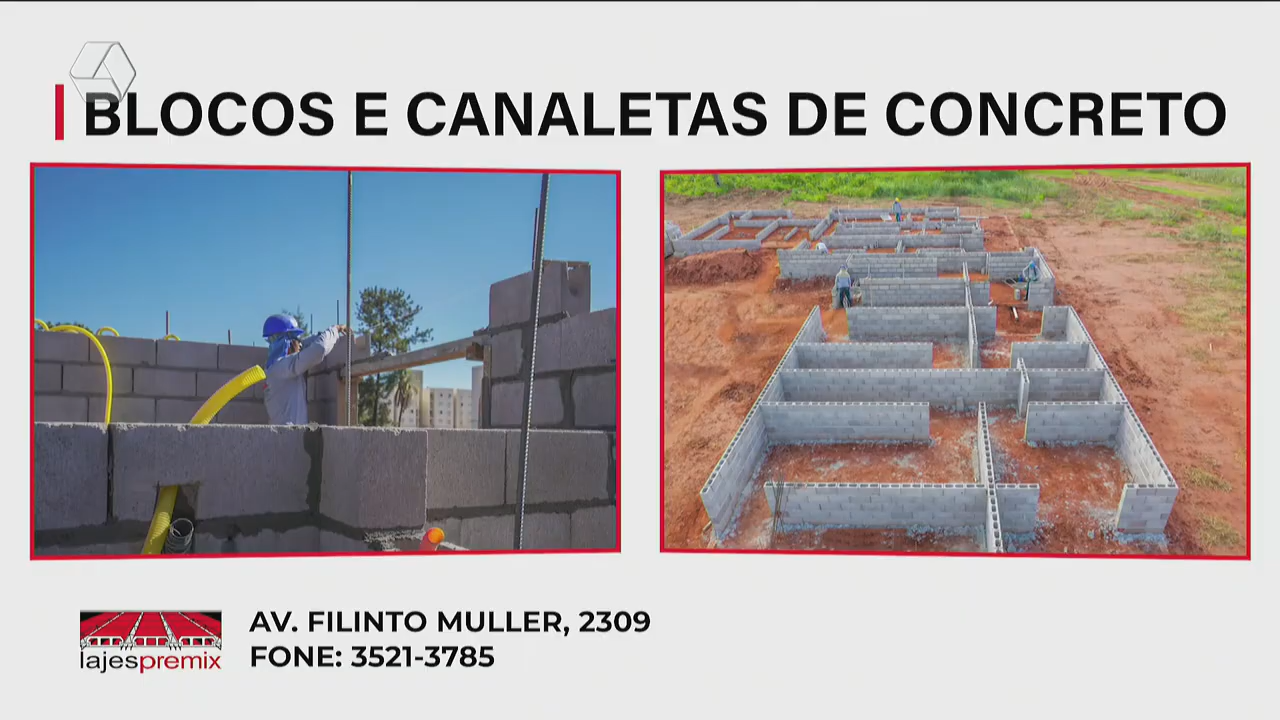 BLOCOS E CANALETAS DE CONCRETO
AV. FILINTO MULLER, 2309
FONE: 3521-3785
lajespremix